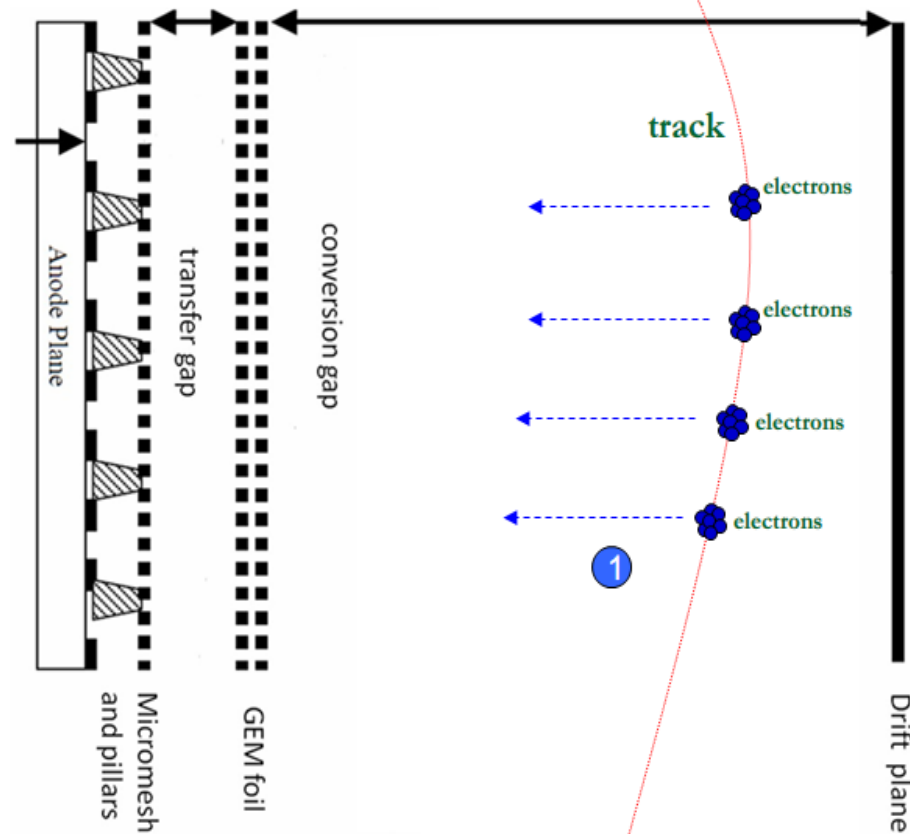 track
electrons
electrons
electrons
electrons
1
Anode Plane
transfer gap
conversion gap
Micromesh
and pillars
GEM foil
Drift plane